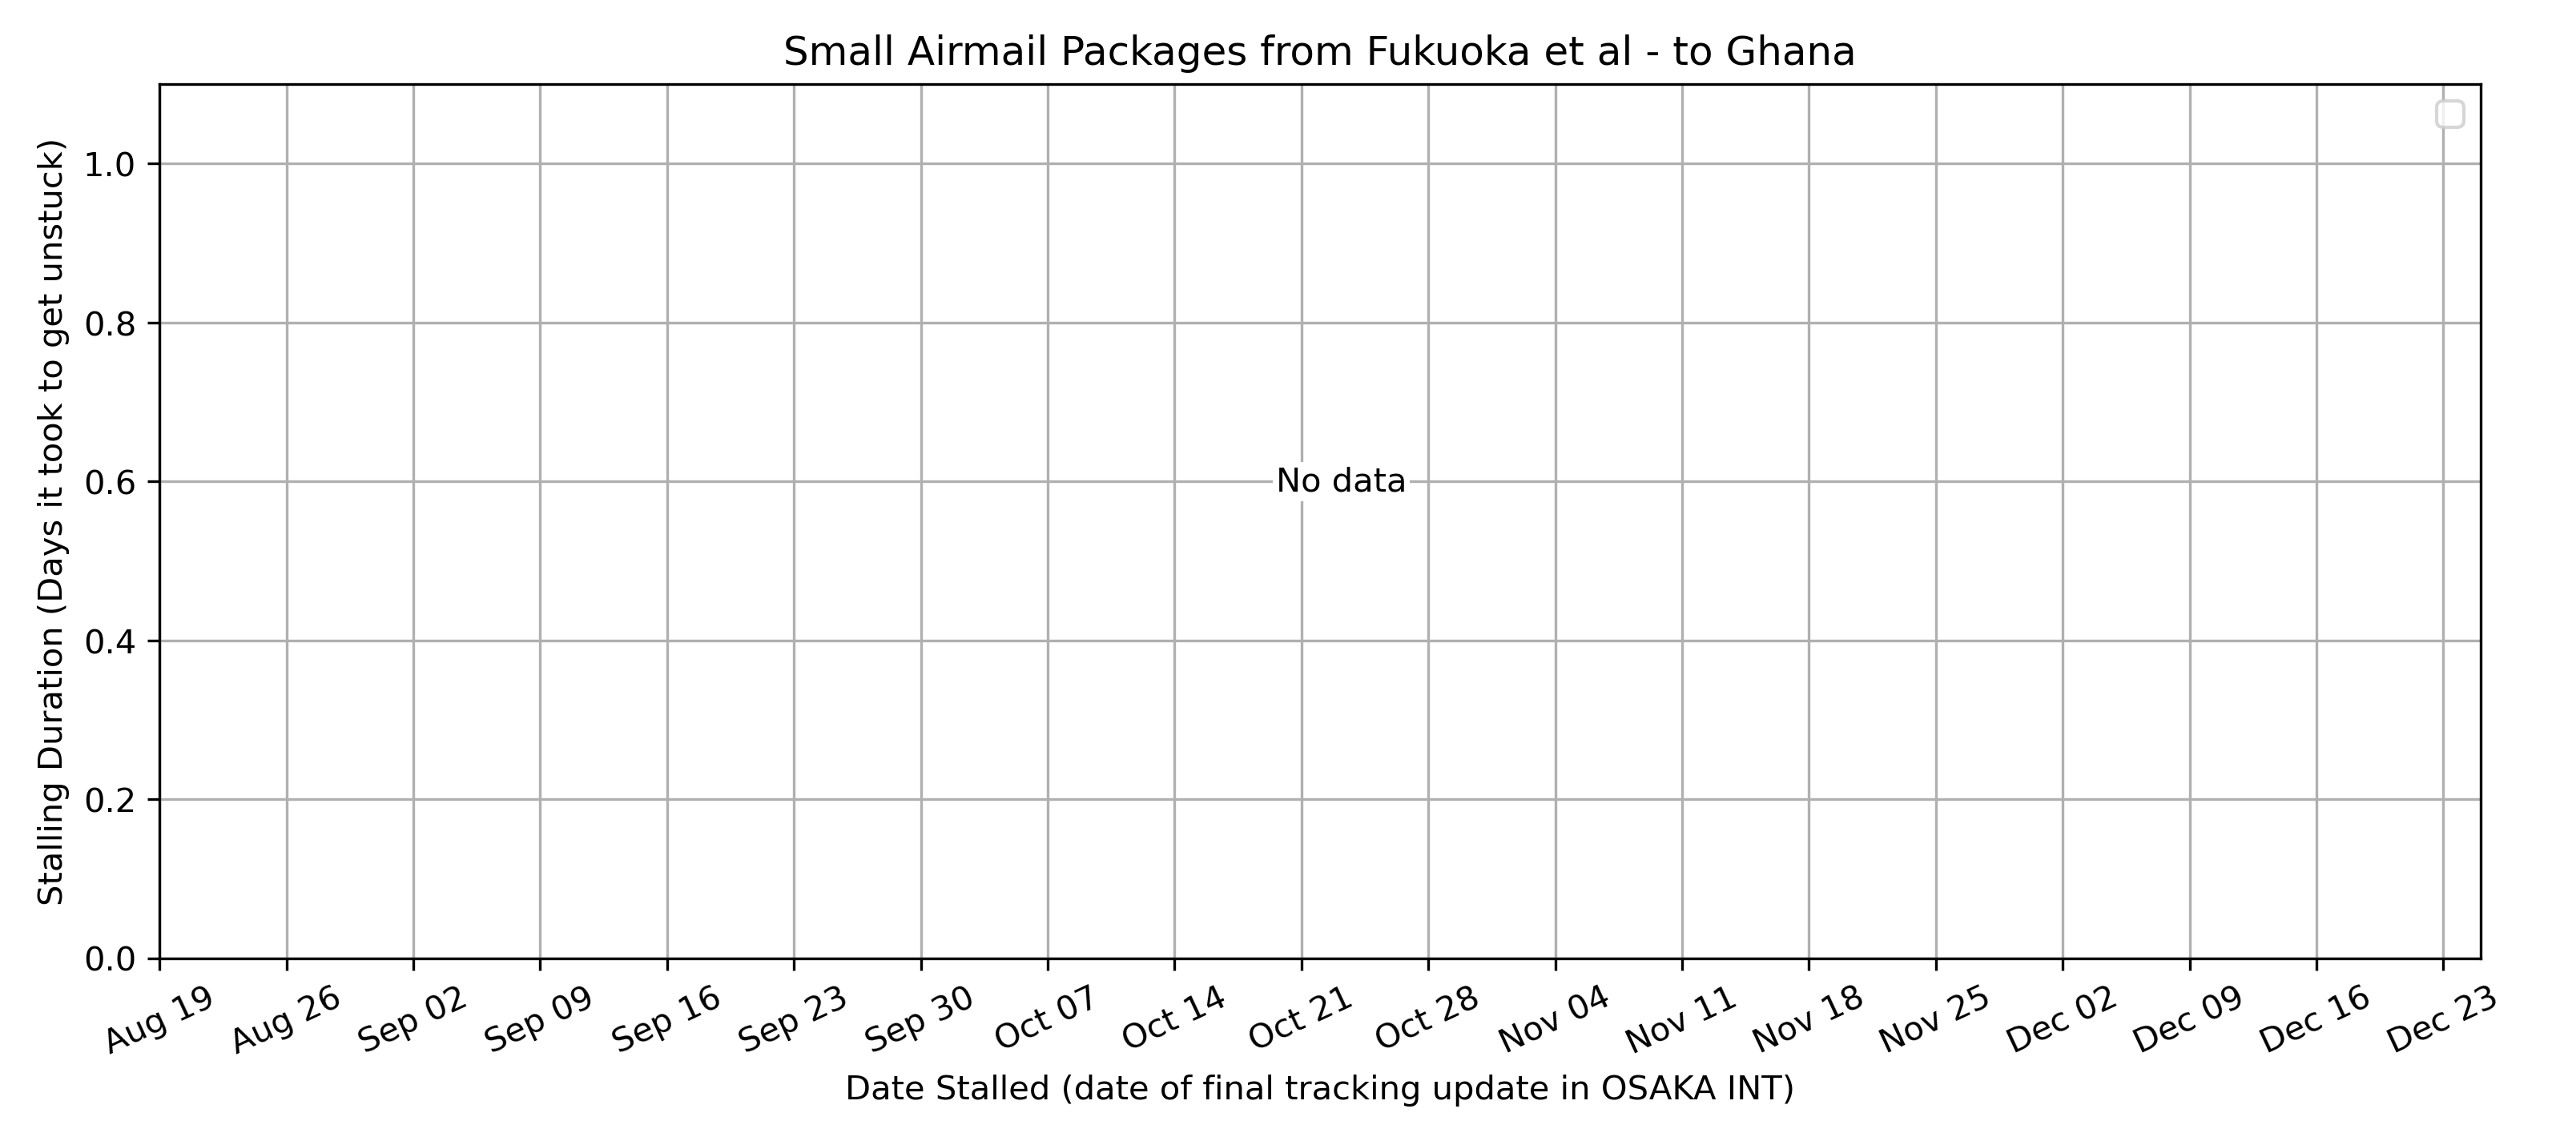 Small Airmail Packages from Fukuoka et al - to Ghana
Stalling Duration (Days it took to get unstuck)
1.0
0.8
0.6
0.4
0.2
0.0
No data
Aug 19
Aug 26
Sep 02
Sep 09
Sep 16
Sep 23
Sep 30
Oct 07
Oct 14
Oct 21
Oct 28
Nov 04
Nov 11
Nov 18
Nov 25
Dec 02
Dec 09
Dec 16
Dec 23
Date Stalled (date of final tracking update in OSAKA INT)